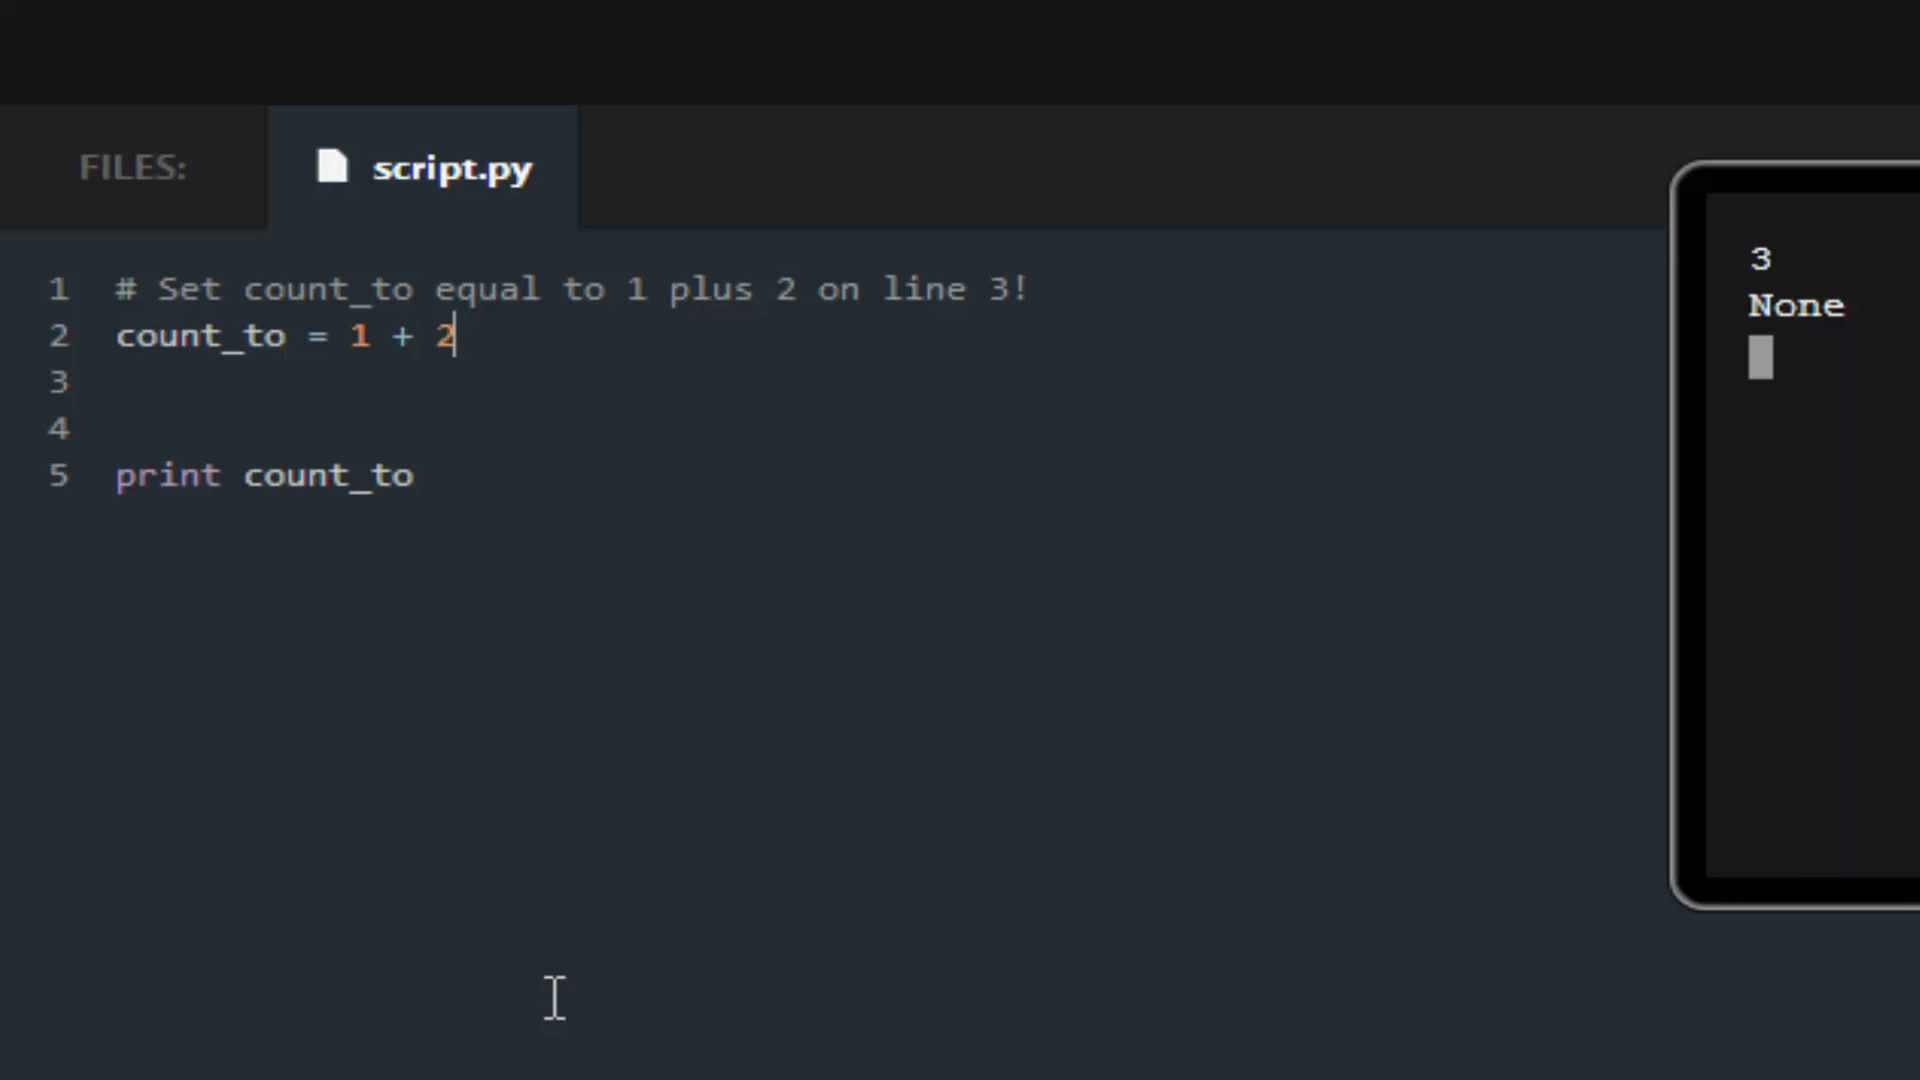 FILES:
script.py
1 # Set count_to equal to 1 plus 2 on line 3!
2 count_to = 1 + 2
3
4
5 print count_to
3
None